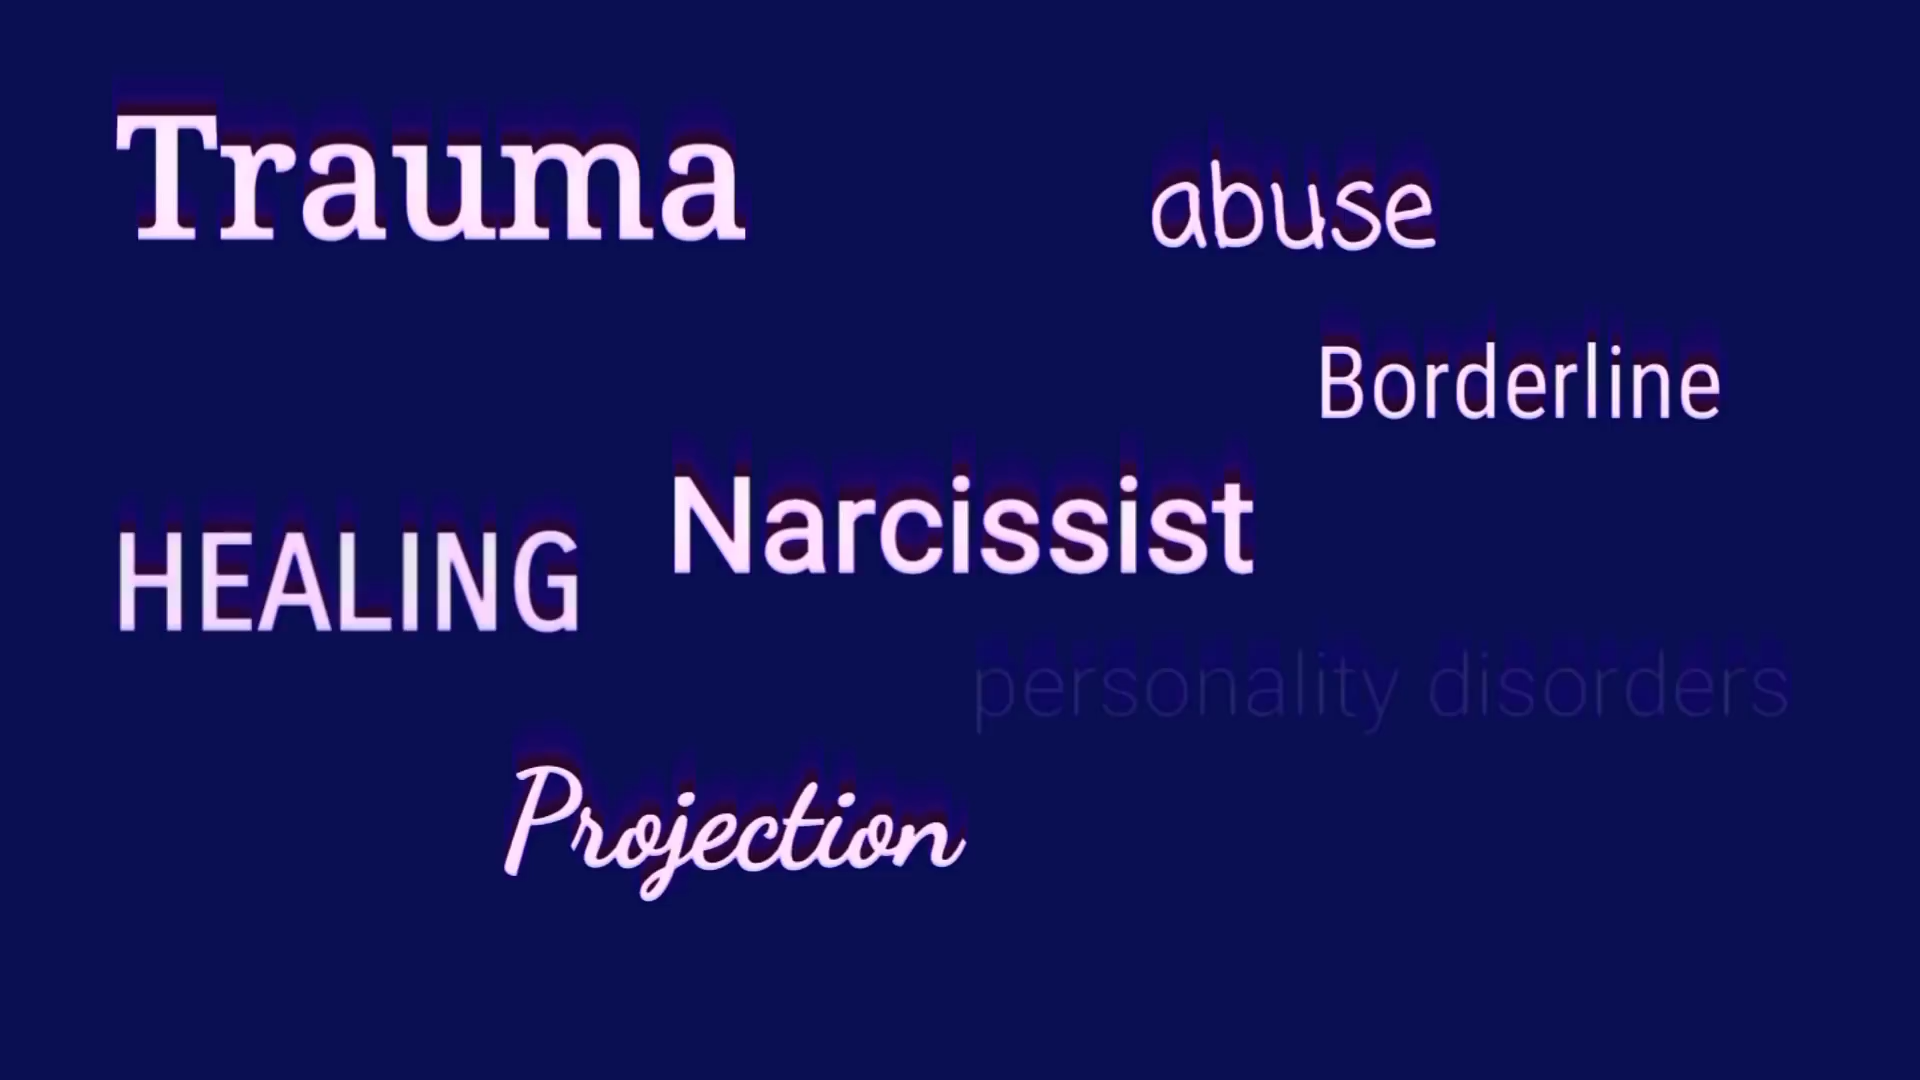 Trauma
abuse
Borderline
Narcissist
HEALING
personality disorders
Projection